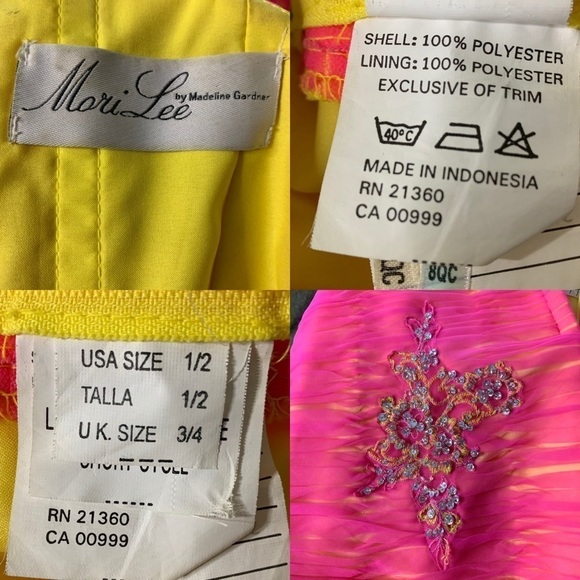 Mori Lee
by Madeline Gardner
SHELL: 100% POLYESTER
LINING: 100% POLYESTER
EXCLUSIVE OF TRIM
40°C
MADE IN INDONESIA
RN 21360
CA 00999
8QC
USA SIZE 1/2
TALLA 1/2
UK. SIZE 3/4
RN 21360
CA 00999